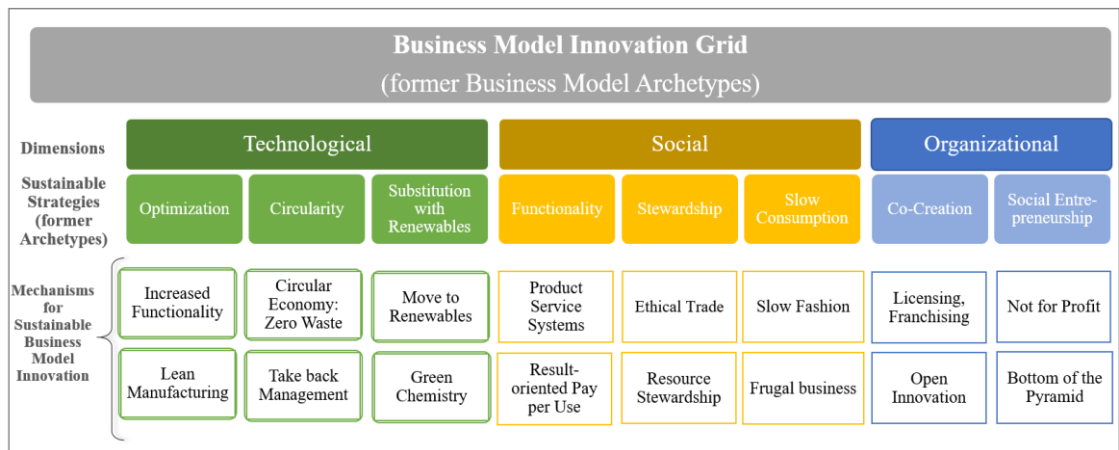 Business Model Innovation Grid
(former Business Model Archetypes)
Dimensions
Technological
Social
Organizational
Sustainable
Strategies
(former
Archetypes)
Optimization
Circularity
Substitution
with
Renewables
Functionality
Stewardship
Slow
Consumption
Co-Creation
Social Entre-
preneurship
Mechanisms
for
Sustainable
Business
Model
Innovation
Increased
Functionality
Circular
Economy:
Zero Waste
Move to
Renewables
Product
Service
Systems
Ethical Trade
Slow Fashion
Licensing,
Franchising
Not for Profit
Lean
Manufacturing
Take back
Management
Green
Chemistry
Result-
oriented Pay
per Use
Resource
Stewardship
Frugal business
Open
Innovation
Bottom of the
Pyramid